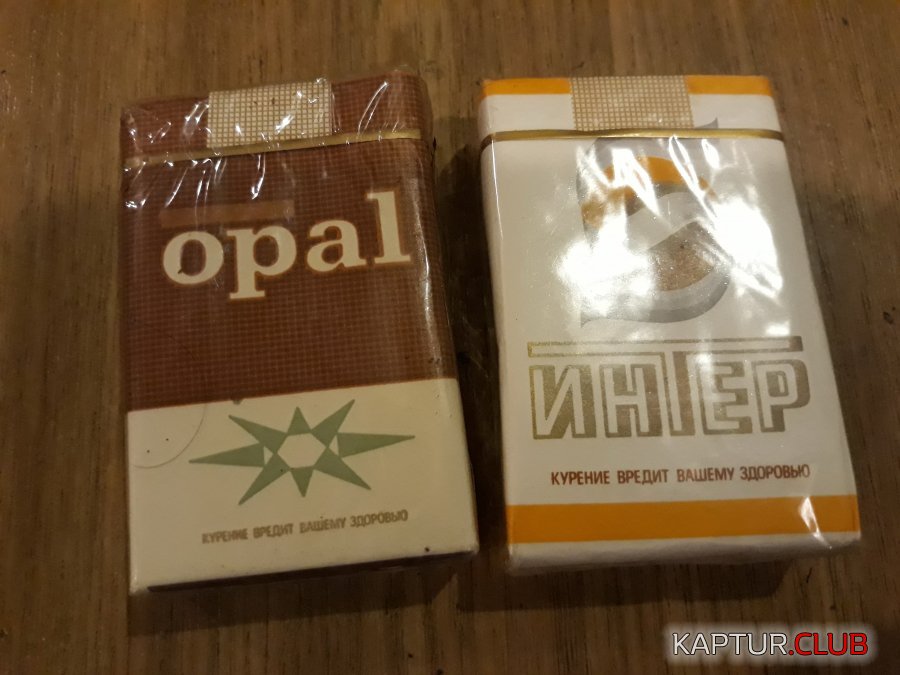 opal
КУРЕНИЕ ВРЕДИТ ВАШЕМУ ЗДОРОВЬЮ
ИНТЕР
КУРЕНИЕ ВРЕДИТ ВАШЕМУ ЗДОРОВЬЮ
KAPTUR.CLUB